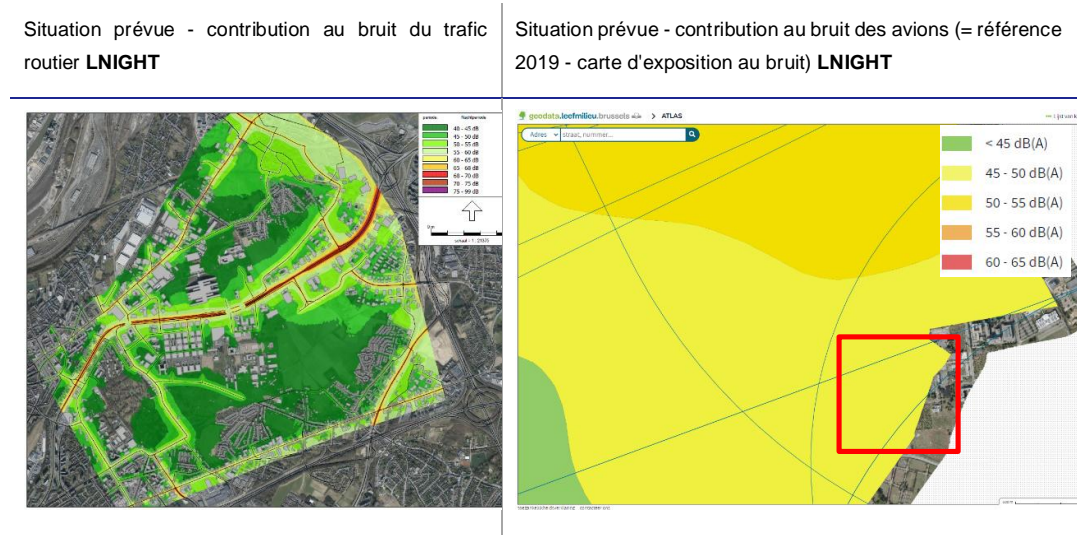 Situation prévue - contribution au bruit du trafic
routier LNIGHT
Situation prévue - contribution au bruit des avions (= référence
2019 - carte d'exposition au bruit) LNIGHT
40 - 45 dB
45 - 50 dB
50 - 55 dB
55 - 60 dB
60 - 65 dB
65 - 68 dB
68 - 70 dB
70 - 75 dB
75 - 99 dB
geodata.leefmilieu.brussels > ATLAS
Adres straat, nummer...
< 45 dB(A)
45 - 50 dB(A)
50 - 55 dB(A)
55 - 60 dB(A)
60 - 65 dB(A)